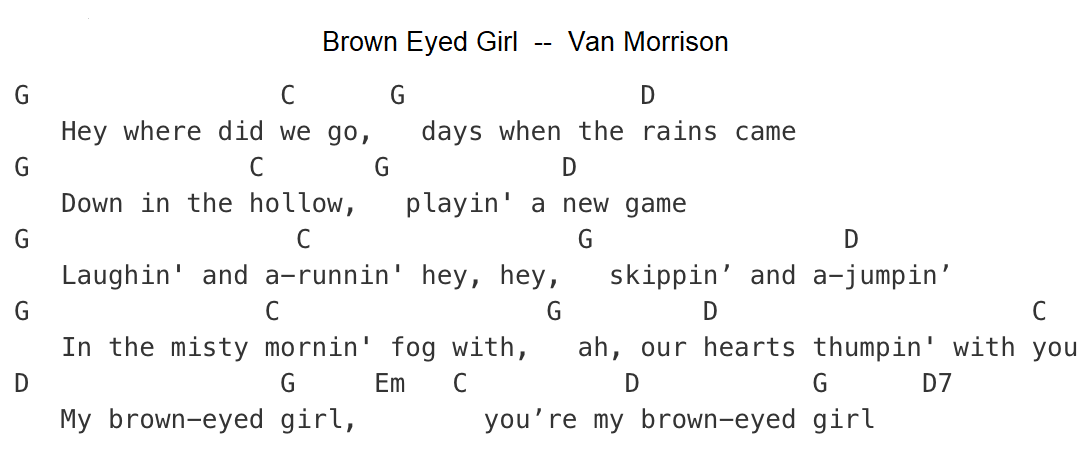 Brown Eyed Girl  --  Van Morrison
G                C      G               D
   Hey where did we go,   days when the rains came
G              C       G           D
   Down in the hollow,   playin' a new game
G                 C                 G                D
   Laughin' and a-runnin' hey, hey,   skippin’ and a-jumpin’
G               C                 G         D                    C
   In the misty mornin' fog with,   ah, our hearts thumpin' with you
D                G     Em   C          D           G      D7
   My brown-eyed girl,        you’re my brown-eyed girl